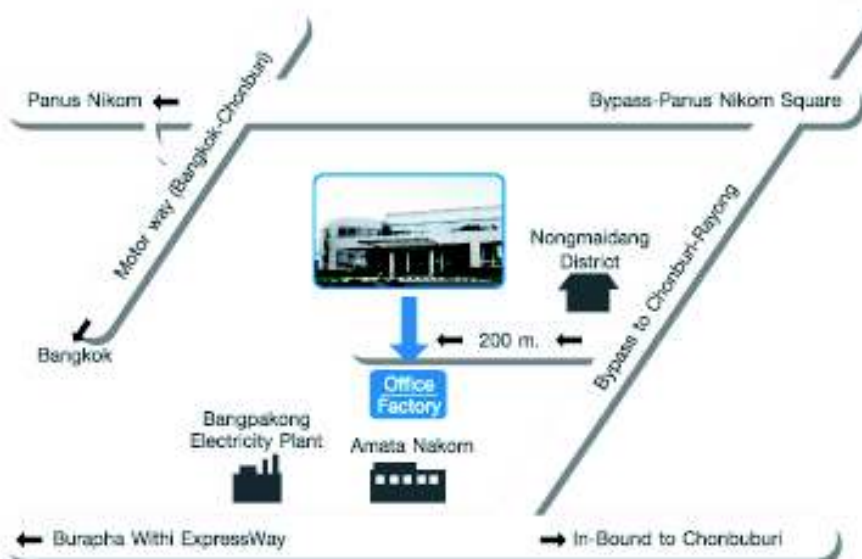 Panus Nikom
Bypass-Panus Nikom Square
Motor way (Bangkok-Chonburi)
Nongmaidang
District
Bypass to Chonburi-Rayong
200 m.
Bangkok
Office
Factory
Bangpakong
Electricity Plant
Amata Nakorn
Burapha Withi ExpressWay
In-Bound to Chonbuburi